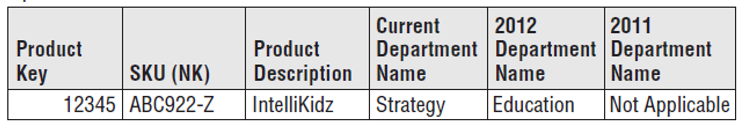 Product Key SKU (NK) Product Description Current Department Name 2012 Department Name 2011 Department Name
12345 ABC922-Z IntelliKidz Strategy Education Not Applicable